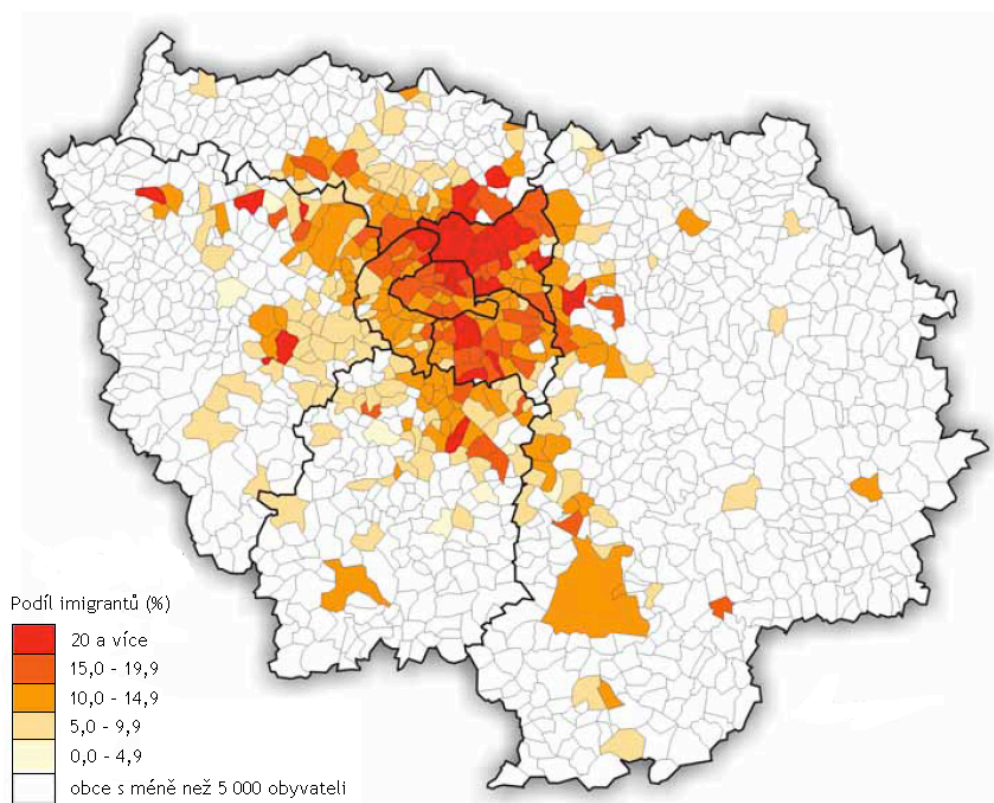 Podíl imigrantů (%)
20 a více
15,0 - 19,9
10,0 - 14,9
5,0 - 9,9
0,0 - 4,9
obce s méně než 5 000 obyvateli